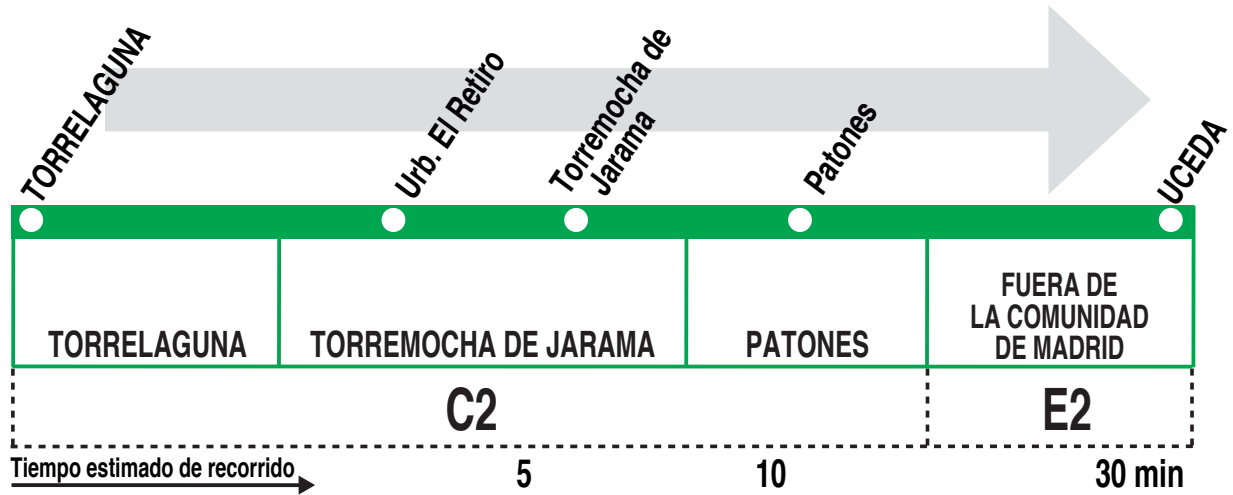 TORRELAGUNA
Urb. El Retiro
Torremocha de
Jarama
Patones
UCEDA
TORRELAGUNA
TORREMOCHA DE JARAMA
PATONES
FUERA DE
LA COMUNIDAD
DE MADRID
C2
E2
Tiempo estimado de recorrido
5
10
30 min